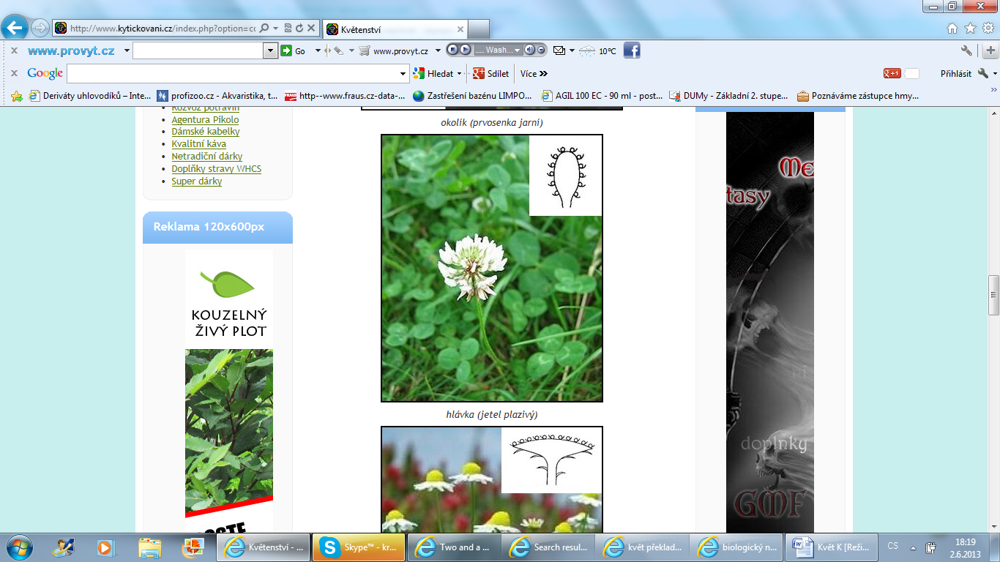 http://www.kytickovani.cz/index.php?option=cc
Květenství
www.provyt.cz
Go
www.provyt.cz
..... Wash...
10°C
Google
Hledat
Sdílet
Více
+1
Přihlásit
Deriváty uhlovodíků – Inte...
profizoo.cz - Akvaristika, t...
FRAUS
http--www.fraus.cz-data-...
Zastřešení bazénu LIMPO...
AGIL 100 EC - 90 ml - post...
DUMy - Základní 2. stupe...
Poznáváme zástupce hmy...
Rozvoz potravin
Agentura Pikolo
Dámské kabelky
Kvalitní káva
Netradiční dárky
Doplňky stravy WHCS
Super dárky
Reklama 120x600px
KOUZELNÝ
ŽIVÝ PLOT
okolík (prvosenka jarní)
hlávka (jetel plazivý)
Me
tasy
doplnky
GMF
Květenství - ...
Skype™ - kr...
Two and a ...
Search resul...
květ překlad...
biologický n...
Květ K [Reži...
CS
18:19
2.6.2013